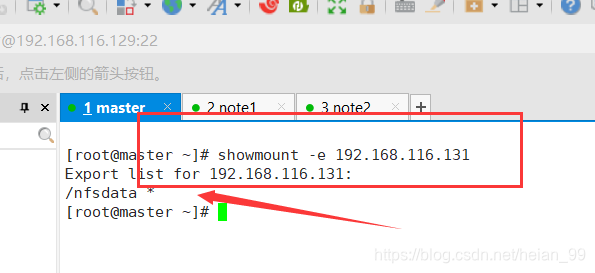 @192.168.116.129:22
后，点击左侧的箭头按钮。
1 master
2 note1
3 note2
[root@master ~]# showmount -e 192.168.116.131
Export list for 192.168.116.131:
/nfsdata *
[root@master ~]#
https://blog.csdn.net/heian_99